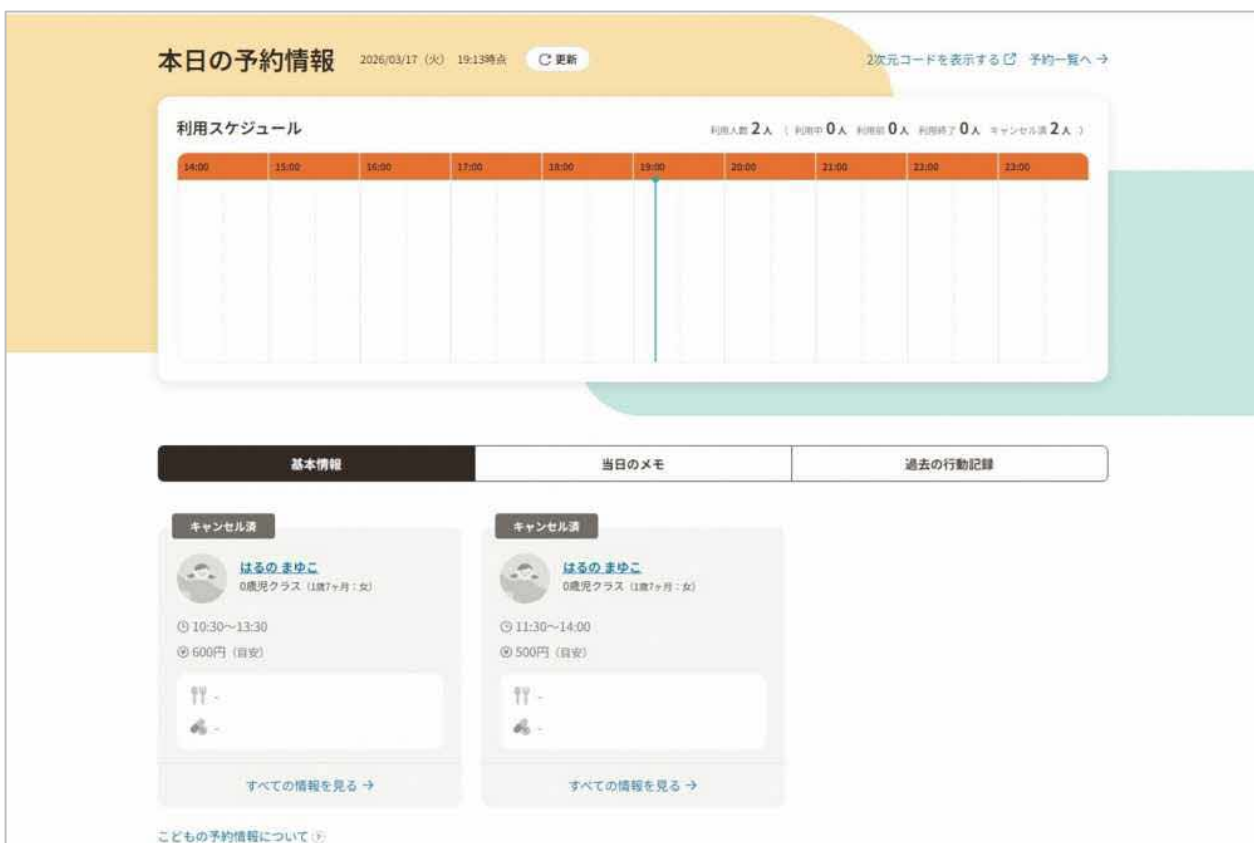 本日の予約情報 2026/03/17（火） 19:13時点 更新 2次元コードを表示する 予約一覧へ →
利用スケジュール 利用人数 2人 （ 利用中 0人 利用前 0人 利用終了 0人 キャンセル済 2人 ）
14:00 15:00 16:00 17:00 18:00 19:00 20:00 21:00 22:00 23:00
基本情報 当日のメモ 過去の行動記録
キャンセル済 キャンセル済
はるの まゆこ はるの まゆこ
0歳児クラス（1歳7ヶ月：女） 0歳児クラス（1歳7ヶ月：女）
10:30～13:30 11:30～14:00
600円（目安） 500円（目安）
- -
- -
すべての情報を見る → すべての情報を見る →
こどもの予約情報について